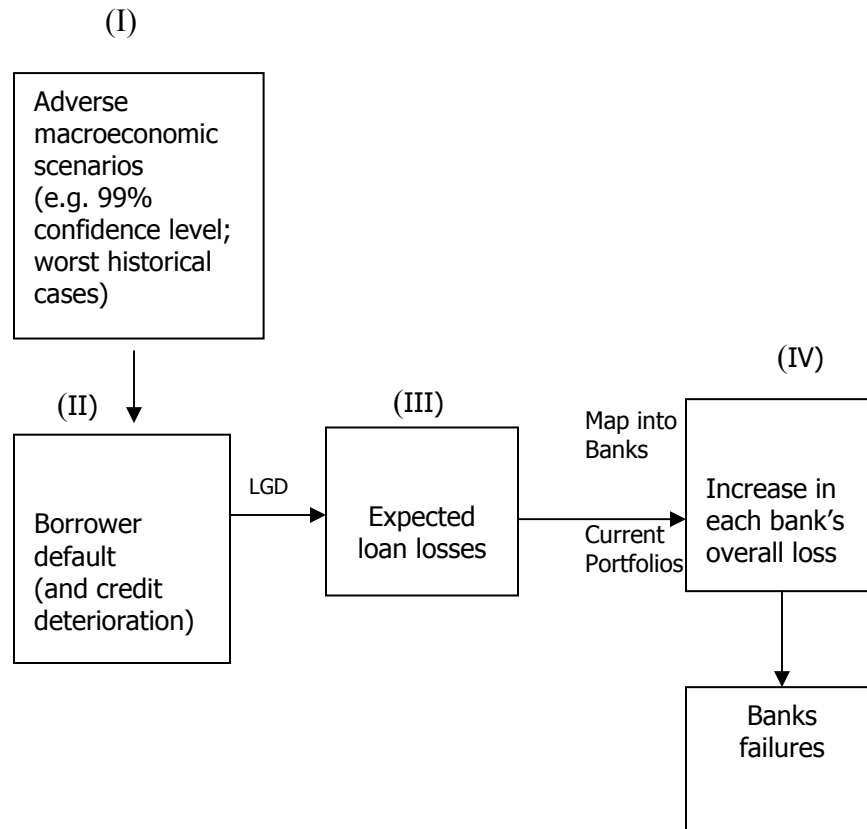 (I)
Adverse
macroeconomic
scenarios
(e.g. 99%
confidence level;
worst historical
cases)
(II)
Borrower
default
(and credit
deterioration)
LGD
(III)
Expected
loan losses
Map into
Banks
Current
Portfolios
(IV)
Increase in
each bank’s
overall loss
Banks
failures